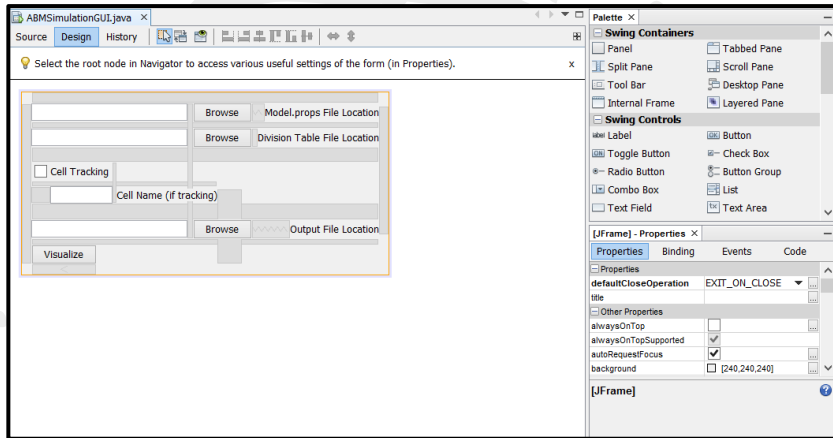 ABMSimulationGUI.java ×
Source Design History
Select the root node in Navigator to access various useful settings of the form (in Properties). x
Browse Model.props File Location
Browse Division Table File Location
Cell Tracking
Cell Name (if tracking)
Browse Output File Location
Visualize
Palette ×
Swing Containers
Panel Tabbed Pane
Split Pane Scroll Pane
Tool Bar Desktop Pane
Internal Frame Layered Pane
Swing Controls
label Label OK Button
ON Toggle Button Check Box
Radio Button Button Group
Combo Box List
Text Field Text Area
[JFrame] - Properties ×
Properties Binding Events Code
Properties
defaultCloseOperation EXIT_ON_CLOSE ...
title ...
Other Properties
alwaysOnTop ...
alwaysOnTopSupported
autoRequestFocus ...
background [240,240,240] ...
[JFrame] ?